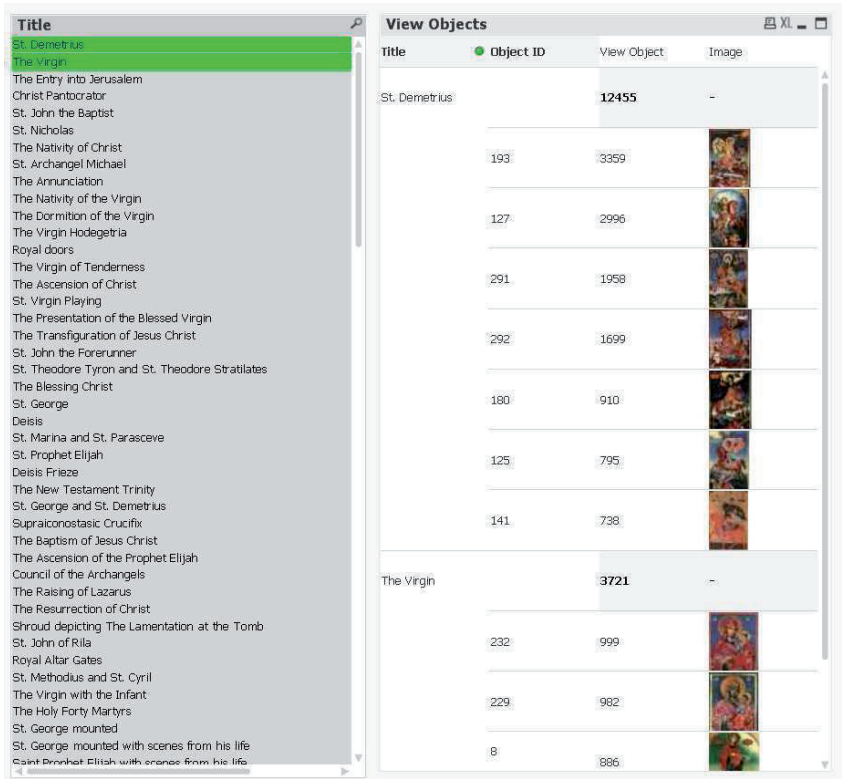 Title
St. Demetrius
The Virgin
The Entry into Jerusalem
Christ Pantocrator
St. John the Baptist
St. Nicholas
The Nativity of Christ
St. Archangel Michael
The Annunciation
The Nativity of the Virgin
The Dormition of the Virgin
The Virgin Hodegetria
Royal doors
The Virgin of Tenderness
The Ascension of Christ
St. Virgin Playing
The Presentation of the Blessed Virgin
The Transfiguration of Jesus Christ
St. John the Forerunner
St. Theodore Tyron and St. Theodore Stratilates
The Blessing Christ
St. George
Deisis
St. Marina and St. Parasceve
St. Prophet Elijah
Deisis Frieze
The New Testament Trinity
St. George and St. Demetrius
Supraiconostasic Crucifix
The Baptism of Jesus Christ
The Ascension of the Prophet Elijah
Council of the Archangels
The Raising of Lazarus
The Resurrection of Christ
Shroud depicting The Lamentation at the Tomb
St. John of Rila
Royal Altar Gates
St. Methodius and St. Cyril
The Virgin with the Infant
The Holy Forty Martyrs
St. George mounted
St. George mounted with scenes from his life
Saint Prophet Elijah with scenes from his life
View Objects XL
Title Object ID View Object Image
St. Demetrius 12455 -
193 3359
127 2996
291 1958
292 1699
180 910
125 795
141 738
The Virgin 3721 -
232 999
229 982
8 886